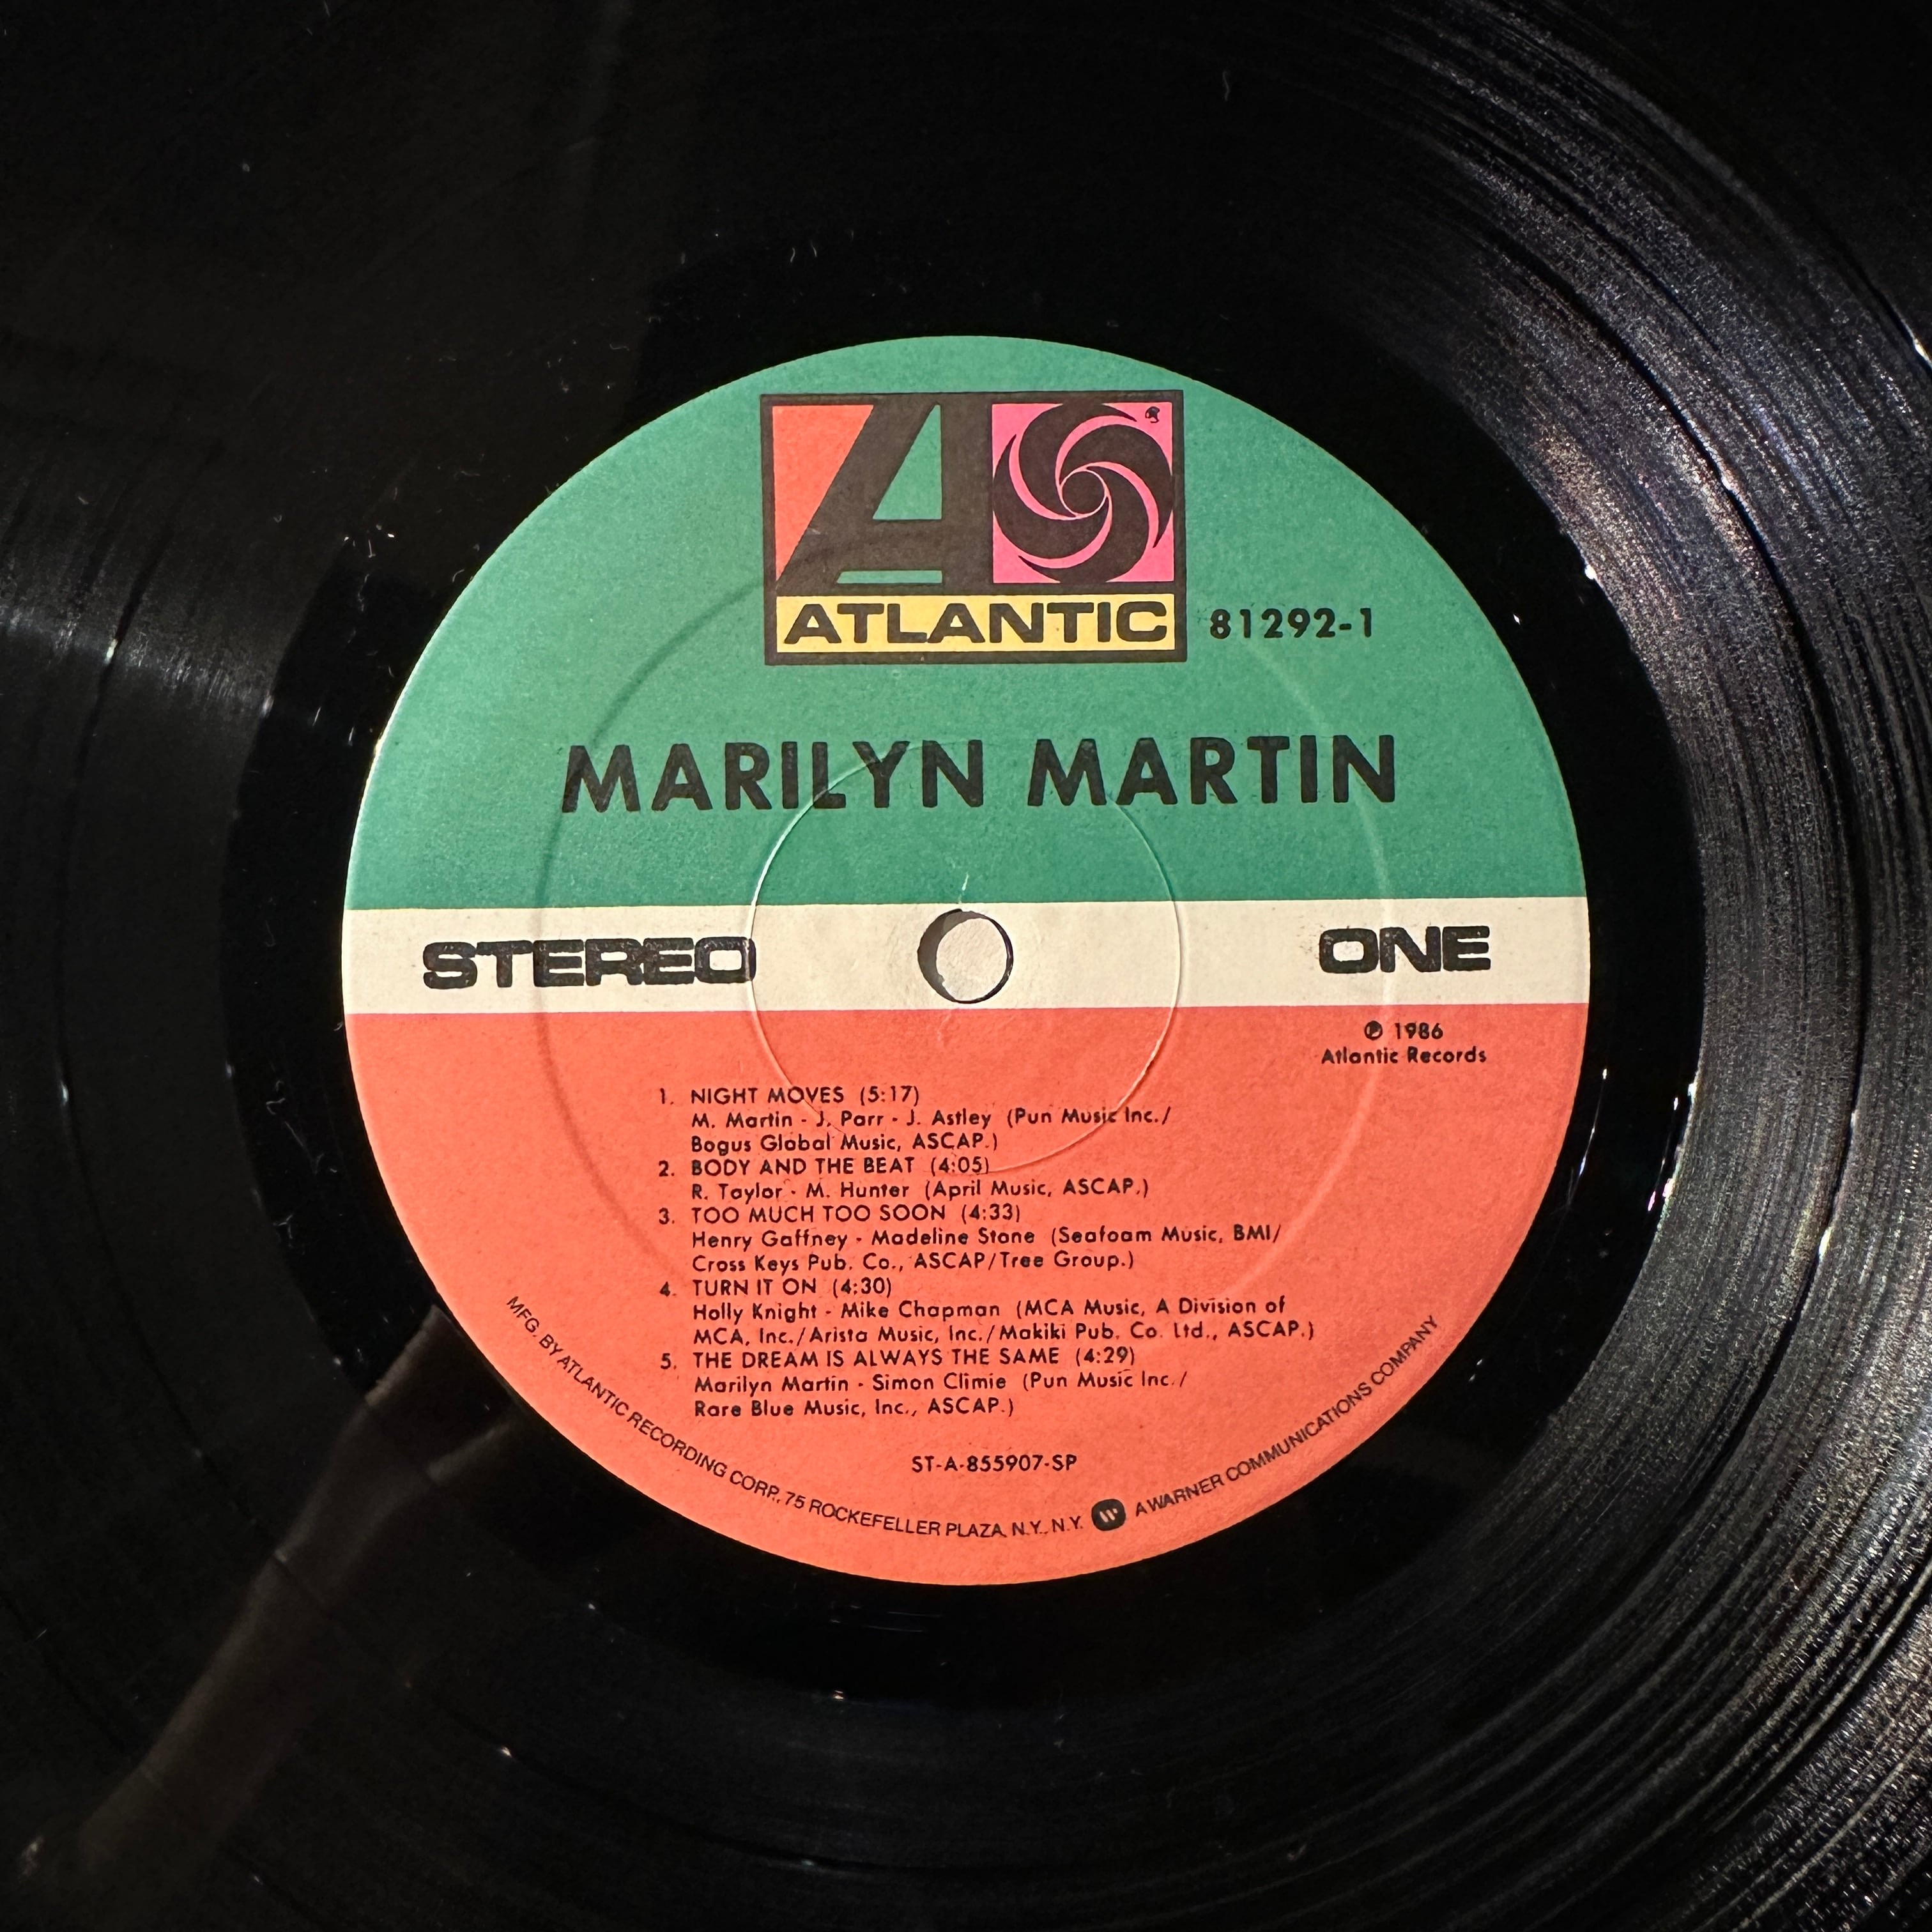 ATLANTIC
81292-1
MARILYN MARTIN
STEREO
ONE
℗ 1986
Atlantic Records
1. NIGHT MOVES (5:17)
M. Martin - J. Parr - J. Astley (Pun Music Inc./
Bogus Global Music, ASCAP.)
2. BODY AND THE BEAT (4:05)
R. Taylor - M. Hunter (April Music, ASCAP.)
3. TOO MUCH TOO SOON (4:33)
Henry Gaffney - Madeline Stone (Seafoam Music, BMI/
Cross Keys Pub. Co., ASCAP/Tree Group.)
4. TURN IT ON (4:30)
Holly Knight - Mike Chapman (MCA Music, A Division of
MCA, Inc./Arista Music, Inc./Makiki Pub. Co. Ltd., ASCAP.)
5. THE DREAM IS ALWAYS THE SAME (4:29)
Marilyn Martin - Simon Climie (Pun Music Inc./
Rare Blue Music, Inc., ASCAP.)
ST-A-855907-SP
MFG. BY ATLANTIC RECORDING CORP., 75 ROCKEFELLER PLAZA, N.Y., N.Y. A WARNER COMMUNICATIONS COMPANY